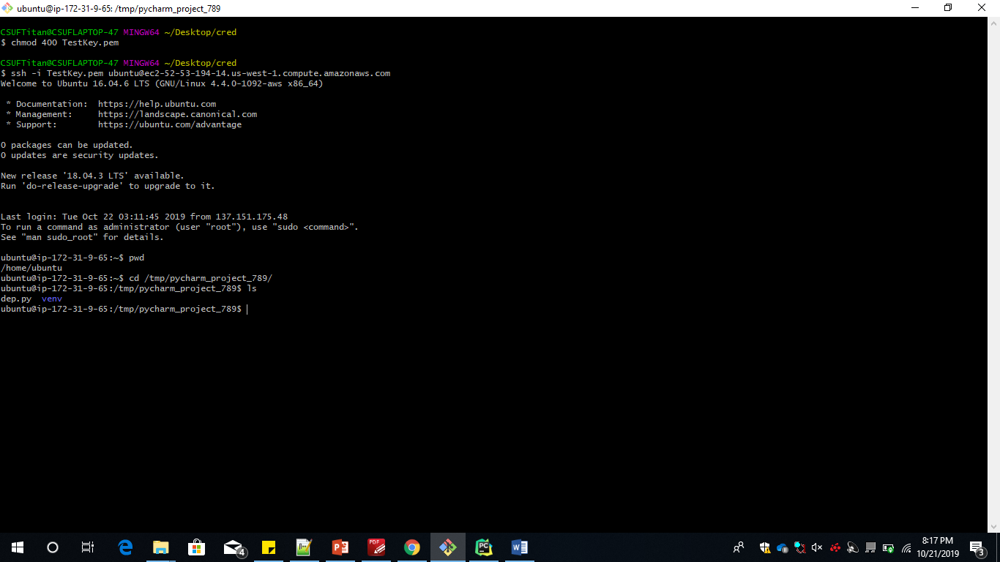 ubuntu@ip-172-31-9-65: /tmp/pycharm_project_789
CSUFTitan@CSUFLAPTOP-47 MINGW64 ~/Desktop/cred
$ chmod 400 TestKey.pem
CSUFTitan@CSUFLAPTOP-47 MINGW64 ~/Desktop/cred
$ ssh -i TestKey.pem ubuntu@ec2-52-53-194-14.us-west-1.compute.amazonaws.com
Welcome to Ubuntu 16.04.6 LTS (GNU/Linux 4.4.0-1092-aws x86_64)
* Documentation: https://help.ubuntu.com
* Management: https://landscape.canonical.com
* Support: https://ubuntu.com/advantage
0 packages can be updated.
0 updates are security updates.
New release '18.04.3 LTS' available.
Run 'do-release-upgrade' to upgrade to it.
Last login: Tue Oct 22 03:11:45 2019 from 137.151.175.48
To run a command as administrator (user "root"), use "sudo <command>".
See "man sudo_root" for details.
ubuntu@ip-172-31-9-65:~$ pwd
/home/ubuntu
ubuntu@ip-172-31-9-65:~$ cd /tmp/pycharm_project_789/
ubuntu@ip-172-31-9-65:/tmp/pycharm_project_789$ ls
dep.py venv
ubuntu@ip-172-31-9-65:/tmp/pycharm_project_789$
4
PDF
PC
8:17 PM
10/21/2019
3